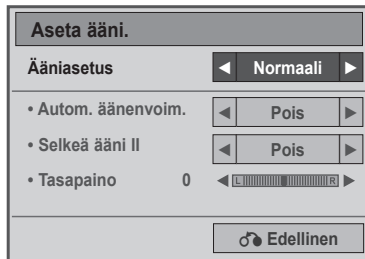 Aseta ääni.
Ääniasetus ◀ Normaali ▶
• Autom. äänenvoim. ◀ Pois ▶
• Selkeä ääni II ◀ Pois ▶
• Tasapaino 0 ◀ L R ▶
Edellinen